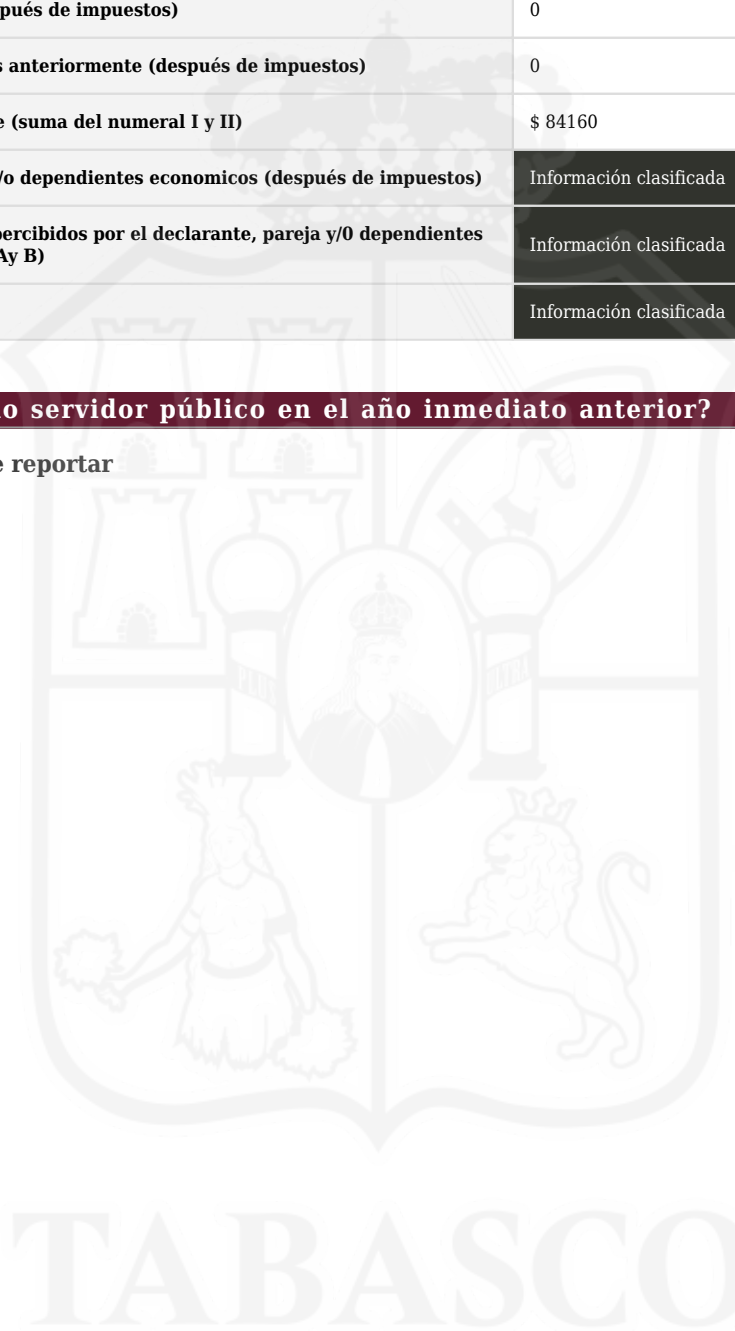 pués de impuestos) 0
s anteriormente (después de impuestos) 0
e (suma del numeral I y II) $ 84160
/o dependientes economicos (después de impuestos) Información clasificada
percibidos por el declarante, pareja y/0 dependientes
Ay B) Información clasificada
Información clasificada
o servidor público en el año inmediato anterior?
e reportar
PLUS ULTRA
TABASCO